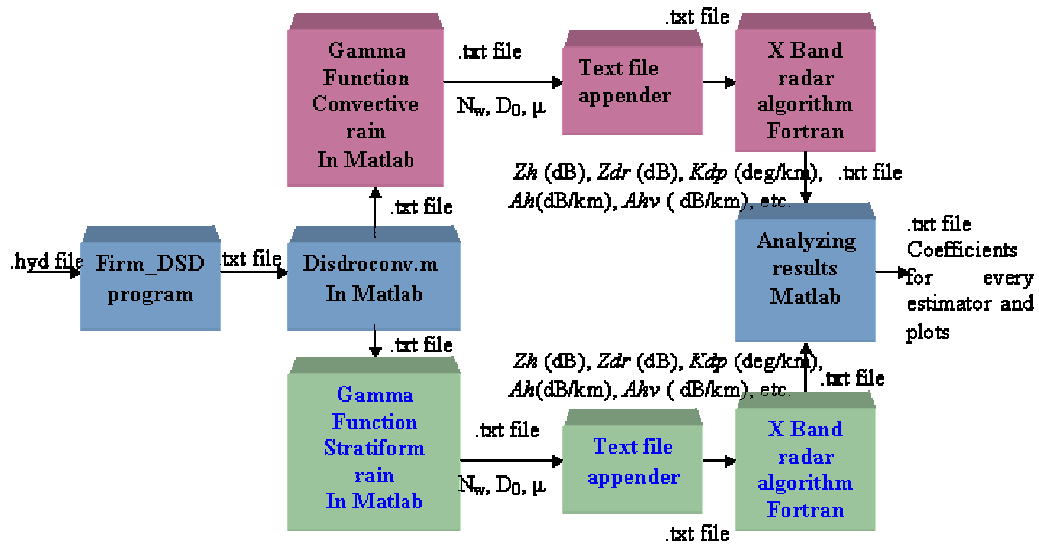 .txt file
Gamma
Function
Convective
rain
In Matlab
.txt file
N_w, D_0, μ
Text file
appender
X Band
radar
algorithm
Fortran
Zh (dB), Zdr (dB), Kdp (deg/km),
Ah(dB/km), Ahv ( dB/km), etc.
.txt file
.txt file
.hyd file
Firm_DSD
program
.txt file
Disdroconv.m
In Matlab
Analyzing
results
Matlab
.txt file
Coefficients
for every
estimator and
plots
.txt file
Zh (dB), Zdr (dB), Kdp (deg/km),
Ah(dB/km), Ahv ( dB/km), etc.
.txt file
Gamma
Function
Stratiform
rain
In Matlab
.txt file
N_w, D_0, μ
Text file
appender
X Band
radar
algorithm
Fortran
.txt file